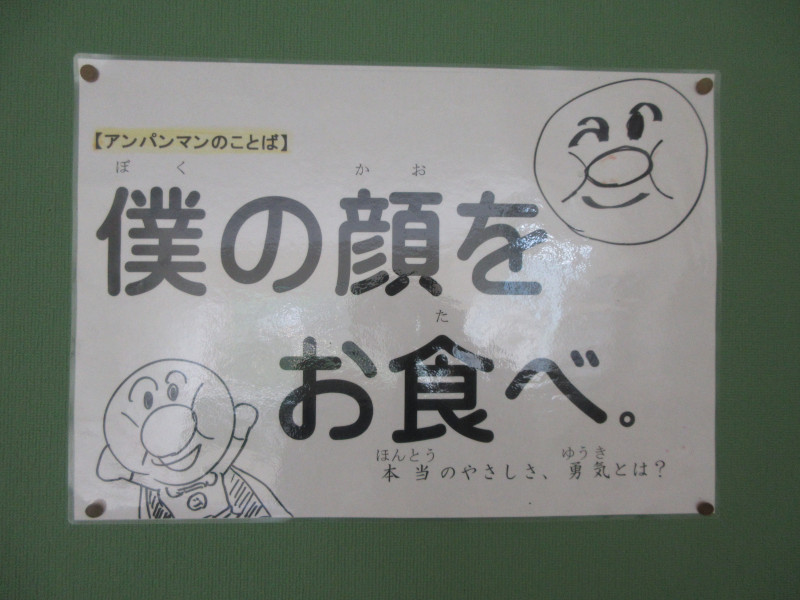 【アンパンマンのことば】
ぼく かお
僕の顔を
た
お食べ。
ほんとう ゆうき
本当のやさしさ、勇気とは？